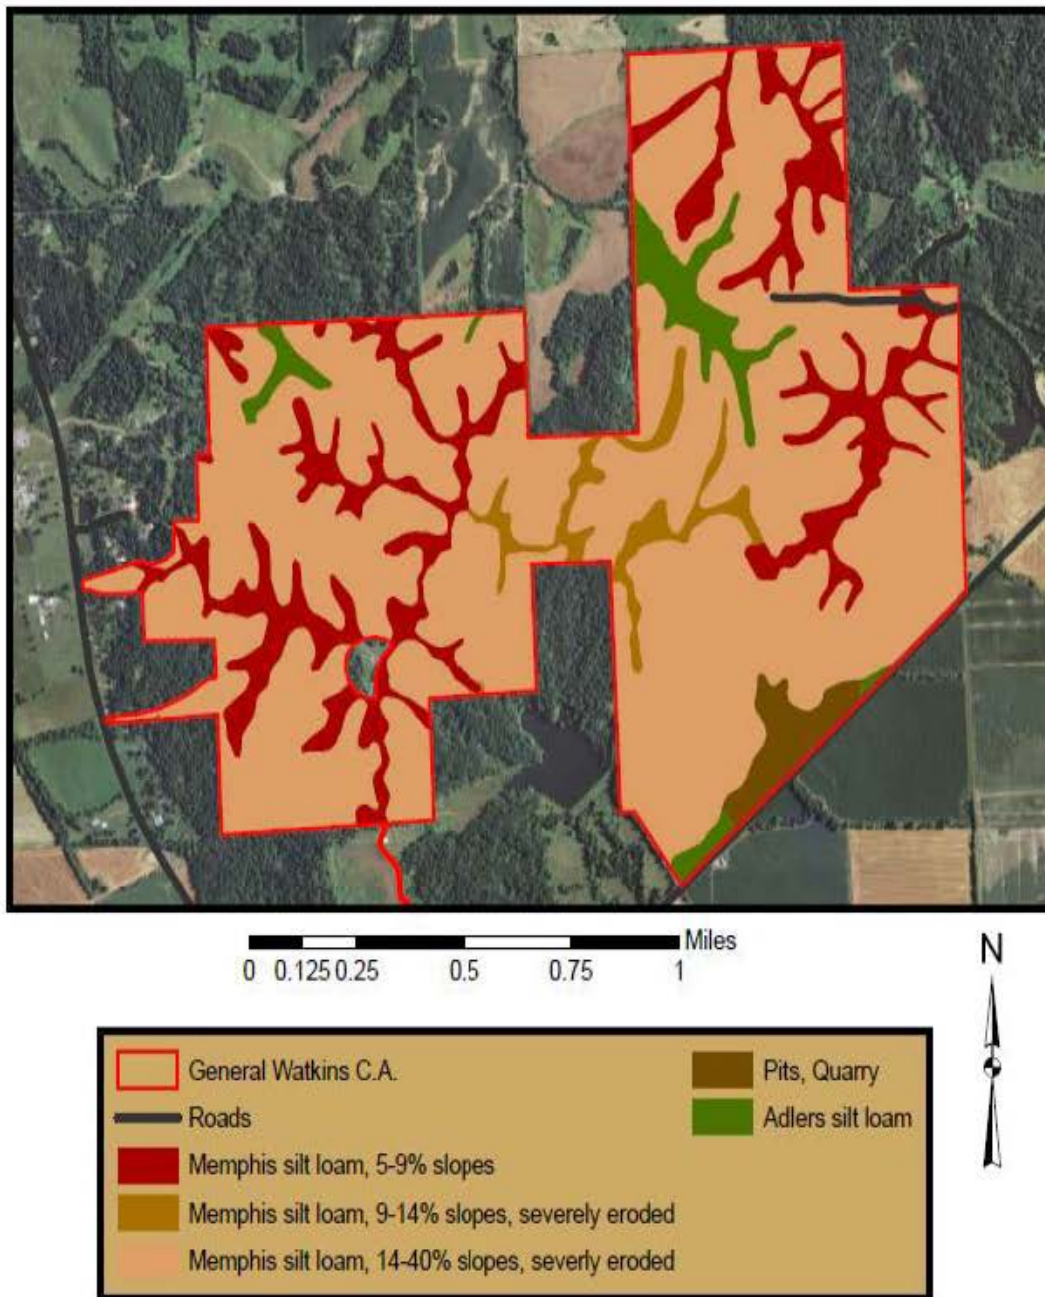 Miles
0 0.125 0.25 0.5 0.75 1
N
General Watkins C.A.
Roads
Memphis silt loam, 5-9% slopes
Memphis silt loam, 9-14% slopes, severely eroded
Memphis silt loam, 14-40% slopes, severly eroded
Pits, Quarry
Adlers silt loam